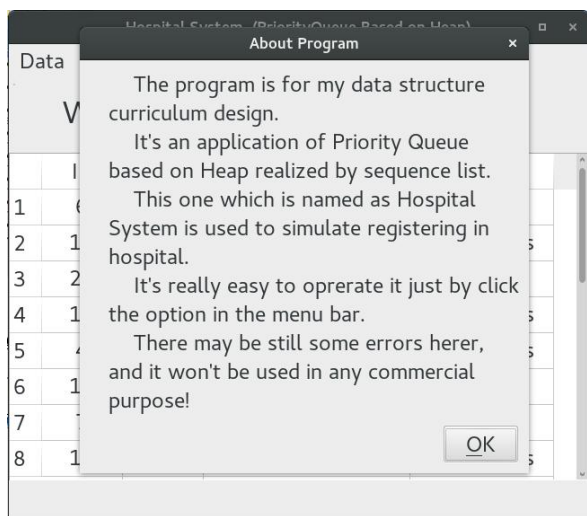 Hospital System (PriorityQueue Based on Heap)
About Program
Data
The program is for my data structure
curriculum design.
It's an application of Priority Queue
based on Heap realized by sequence list.
This one which is named as Hospital
System is used to simulate registering in
hospital.
It's really easy to oprerate it just by click
the option in the menu bar.
There may be still some errors herer,
and it won't be used in any commercial
purpose!
OK
1
2
3
4
5
6
7
8